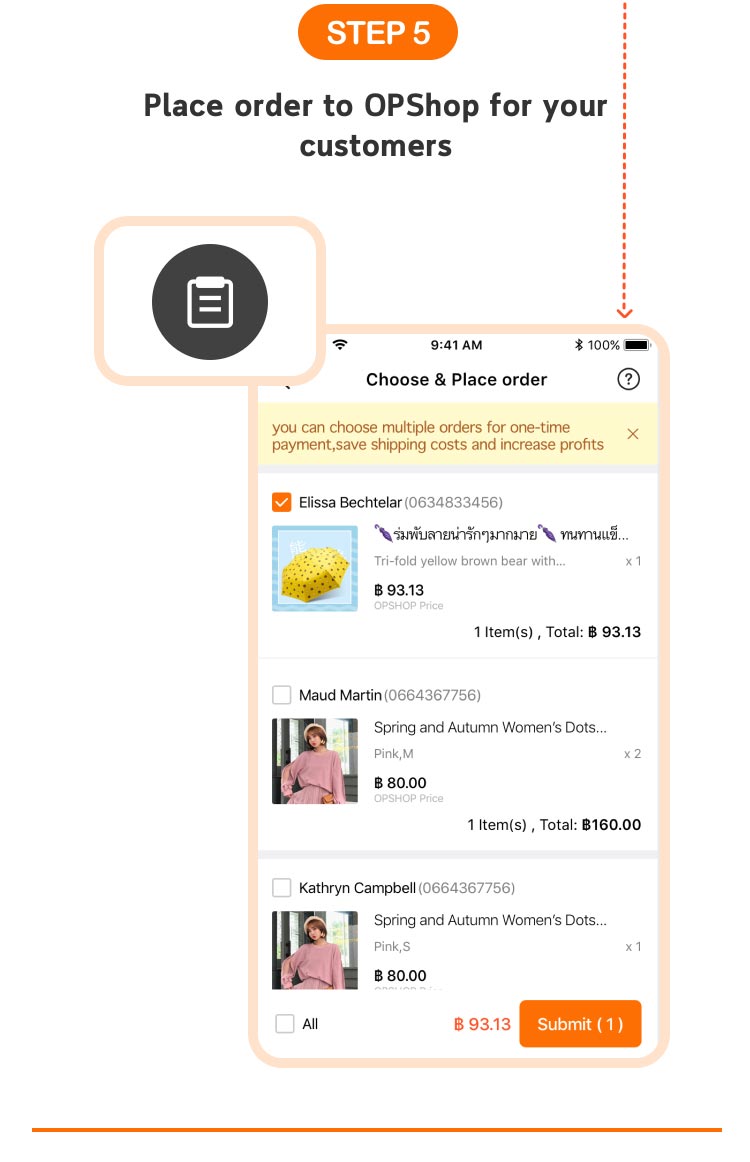 STEP 5
Place order to OPShop for your
customers
9:41 AM
100%
Choose & Place order
?
you can choose multiple orders for one-time
payment,save shipping costs and increase profits
Elissa Bechtelar(0634833456)
ร่มพับลายน่ารักๆมากมาย ทนทานแข็...
Tri-fold yellow brown bear with...
x 1
฿ 93.13
OPSHOP Price
1 Item(s) , Total: ฿ 93.13
Maud Martin(0664367756)
Spring and Autumn Women's Dots...
Pink,M
x 2
฿ 80.00
OPSHOP Price
1 Item(s) , Total: ฿160.00
Kathryn Campbell(0664367756)
Spring and Autumn Women's Dots...
Pink,S
x 1
฿ 80.00
All
฿ 93.13
Submit ( 1 )